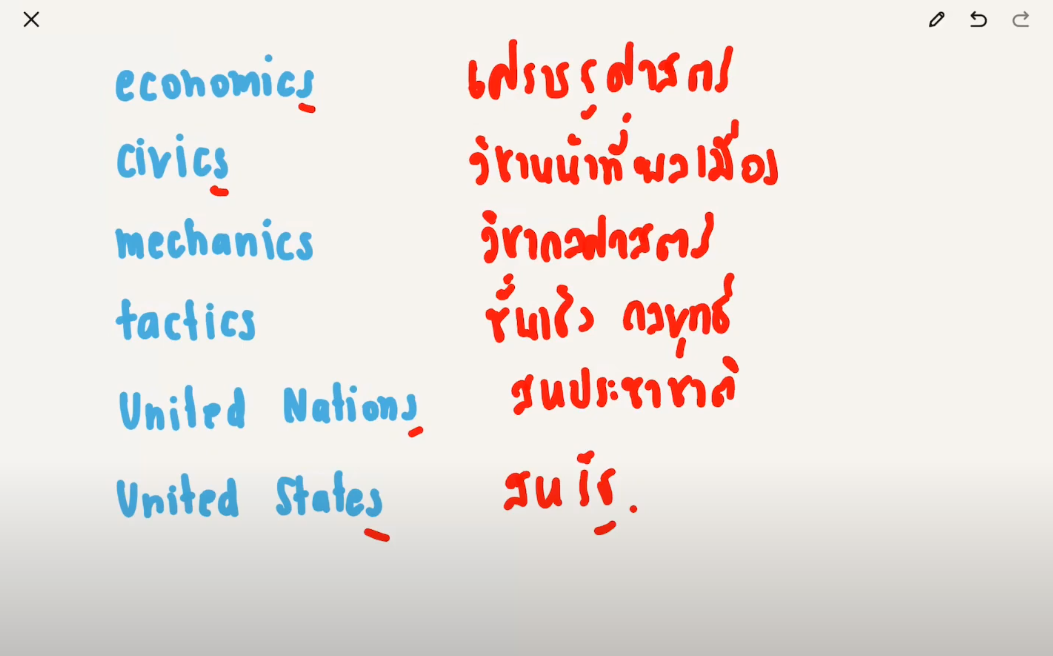 economics เศรษฐศาสตร์
civics วิชาหน้าที่พลเมือง
mechanics วิชากลศาสตร์
tactics ชั้นเชิง กลยุทธ์
United Nations สหประชาชาติ
United States สหรัฐ.